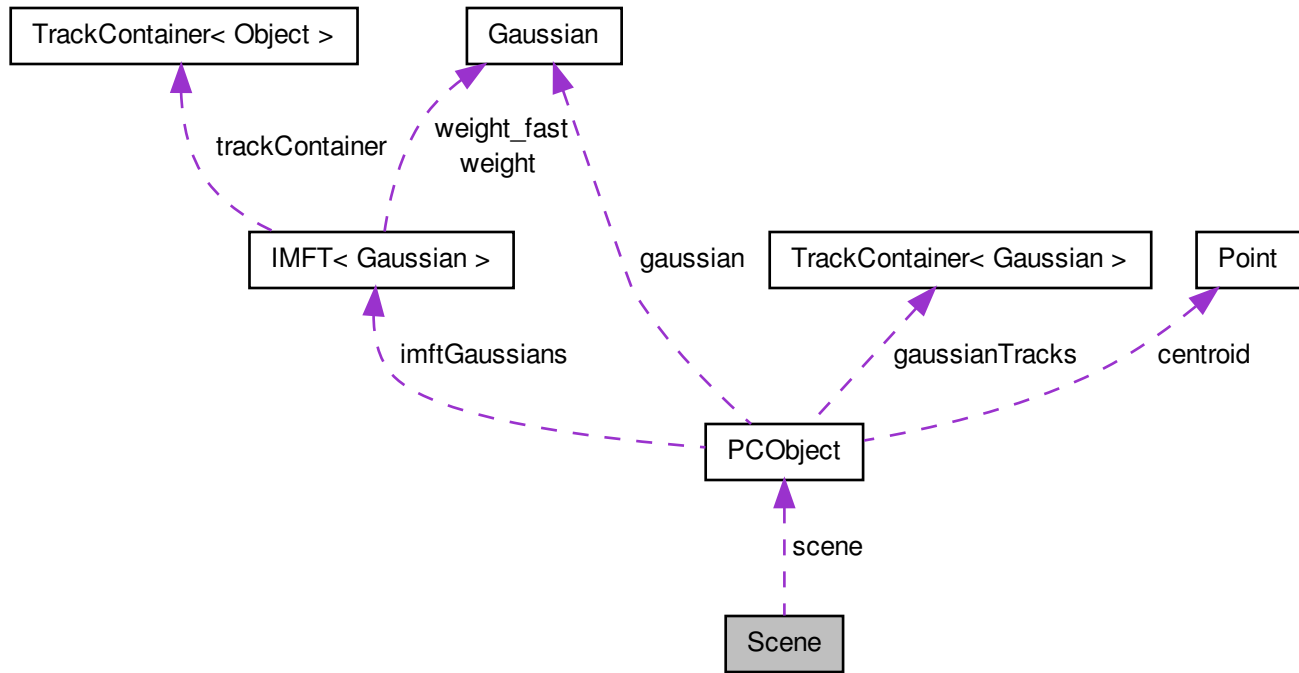 TrackContainer< Object >
Gaussian
trackContainer
weight_fast
weight
IMFT< Gaussian >
gaussian
TrackContainer< Gaussian >
Point
imftGaussians
gaussianTracks
centroid
PCObject
scene
Scene